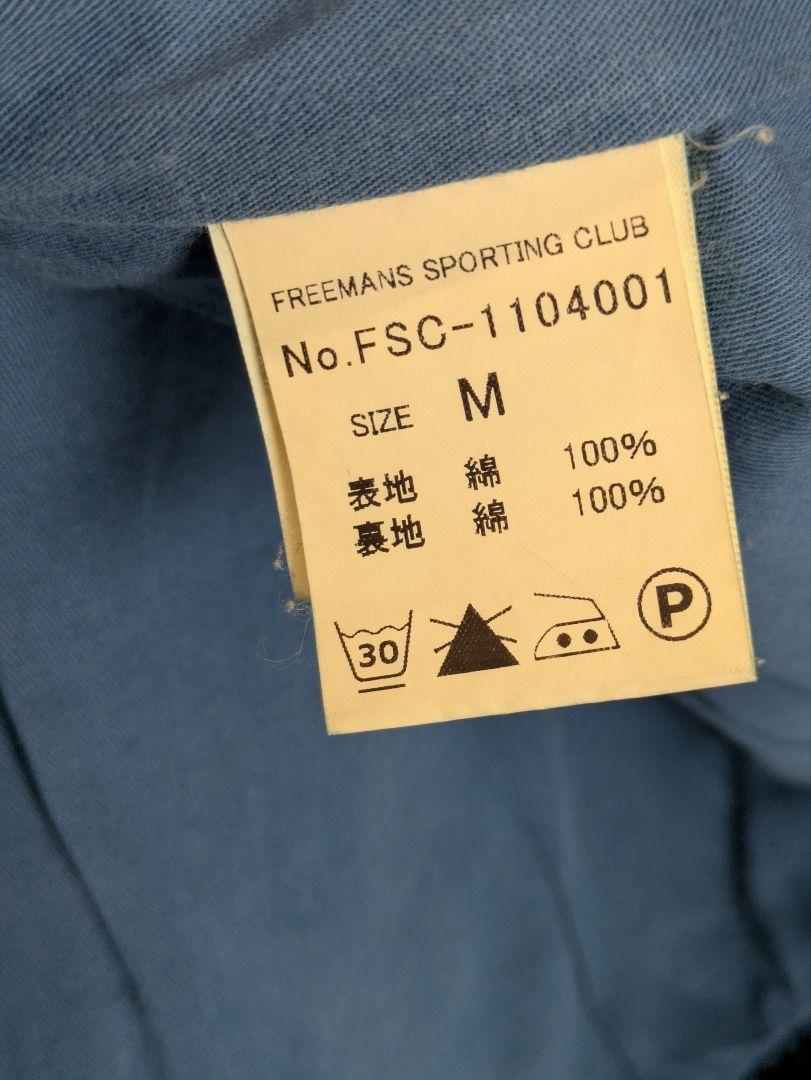 FREEMANS SPORTING CLUB
No.FSC-1104001
SIZE M
表地 綿 100%
裏地 綿 100%
30 P